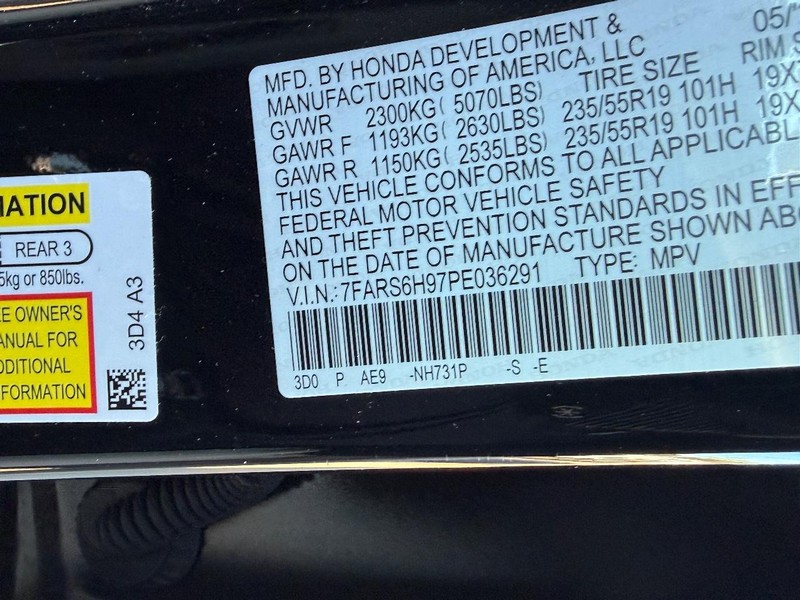 MATION
REAR 3
5kg or 850lbs.
EE OWNER'S
ANUAL FOR
DDITIONAL
FORMATION
3D4 A3
MFD. BY HONDA DEVELOPMENT & 05/
MANUFACTURING OF AMERICA, LLC
TIRE SIZE RIM S
GVWR 2300KG( 5070LBS)
GAWR F 1193KG( 2630LBS) 235/55R19 101H 19X
GAWR R 1150KG( 2535LBS) 235/55R19 101H 19X
THIS VEHICLE CONFORMS TO ALL APPLICABL
FEDERAL MOTOR VEHICLE SAFETY
AND THEFT PREVENTION STANDARDS IN EFF
ON THE DATE OF MANUFACTURE SHOWN AB
V.I.N.:7FARS6H97PE036291 TYPE: MPV
3D0 P AE9 -NH731P -S -E